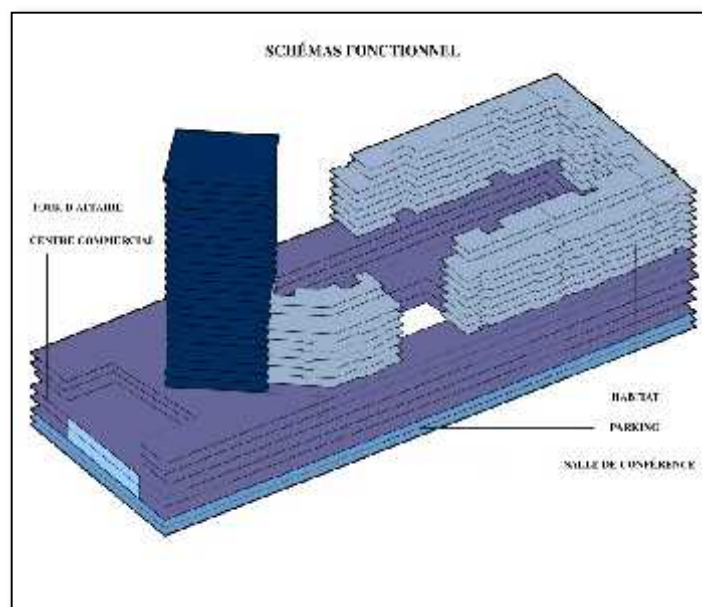 SCHÉMAS FONCTIONNEL
TOUR D'AFFAIRE
CENTRE COMMERCIAL
HABITAT
PARKING
SALLE DE CONFÉRENCE